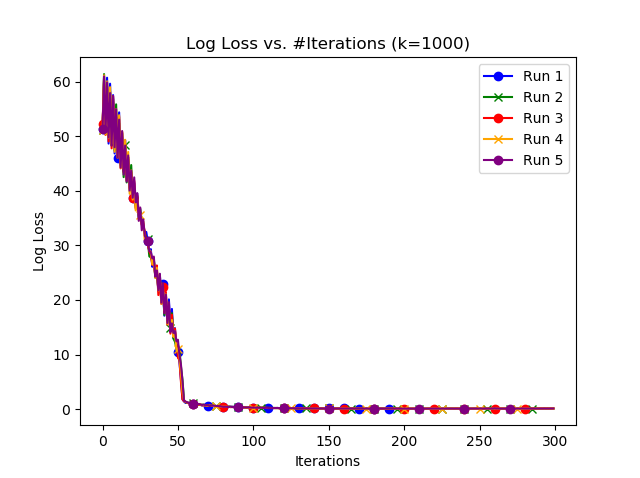 Log Loss vs. #Iterations (k=1000)
Run 1
Run 2
Run 3
Run 4
Run 5
Log Loss
60
50
40
30
20
10
0
0 50 100 150 200 250 300
Iterations